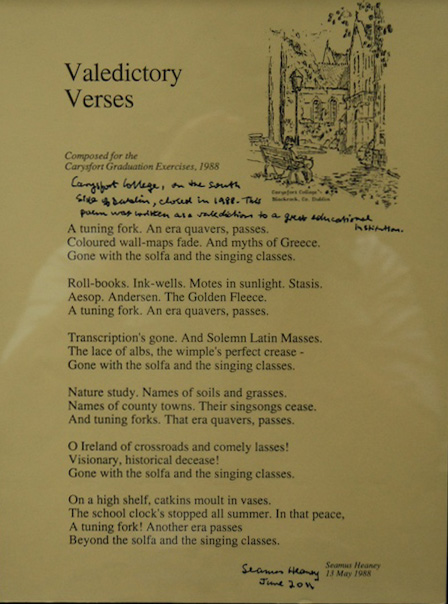 Valedictory
Verses
Composed for the
Carysfort Graduation Exercises, 1988
Carysfort College, on the south
side of Dublin, closed in 1988. This
poem was written as a valediction to a great educational
institution.
Carysfort College
Blackrock, Co. Dublin
A tuning fork. An era quavers, passes.
Coloured wall-maps fade. And myths of Greece.
Gone with the solfa and the singing classes.
Roll-books. Ink-wells. Motes in sunlight. Stasis.
Aesop. Andersen. The Golden Fleece.
A tuning fork. An era quavers, passes.
Transcription's gone. And Solemn Latin Masses.
The lace of albs, the wimple's perfect crease -
Gone with the solfa and the singing classes.
Nature study. Names of soils and grasses.
Names of county towns. Their singsongs cease.
And tuning forks. That era quavers, passes.
O Ireland of crossroads and comely lasses!
Visionary, historical decease!
Gone with the solfa and the singing classes.
On a high shelf, catkins moult in vases.
The school clock's stopped all summer. In that peace,
A tuning fork! Another era passes
Beyond the solfa and the singing classes.
Seamus Heaney
13 May 1988
Seamus Heaney
June 2011